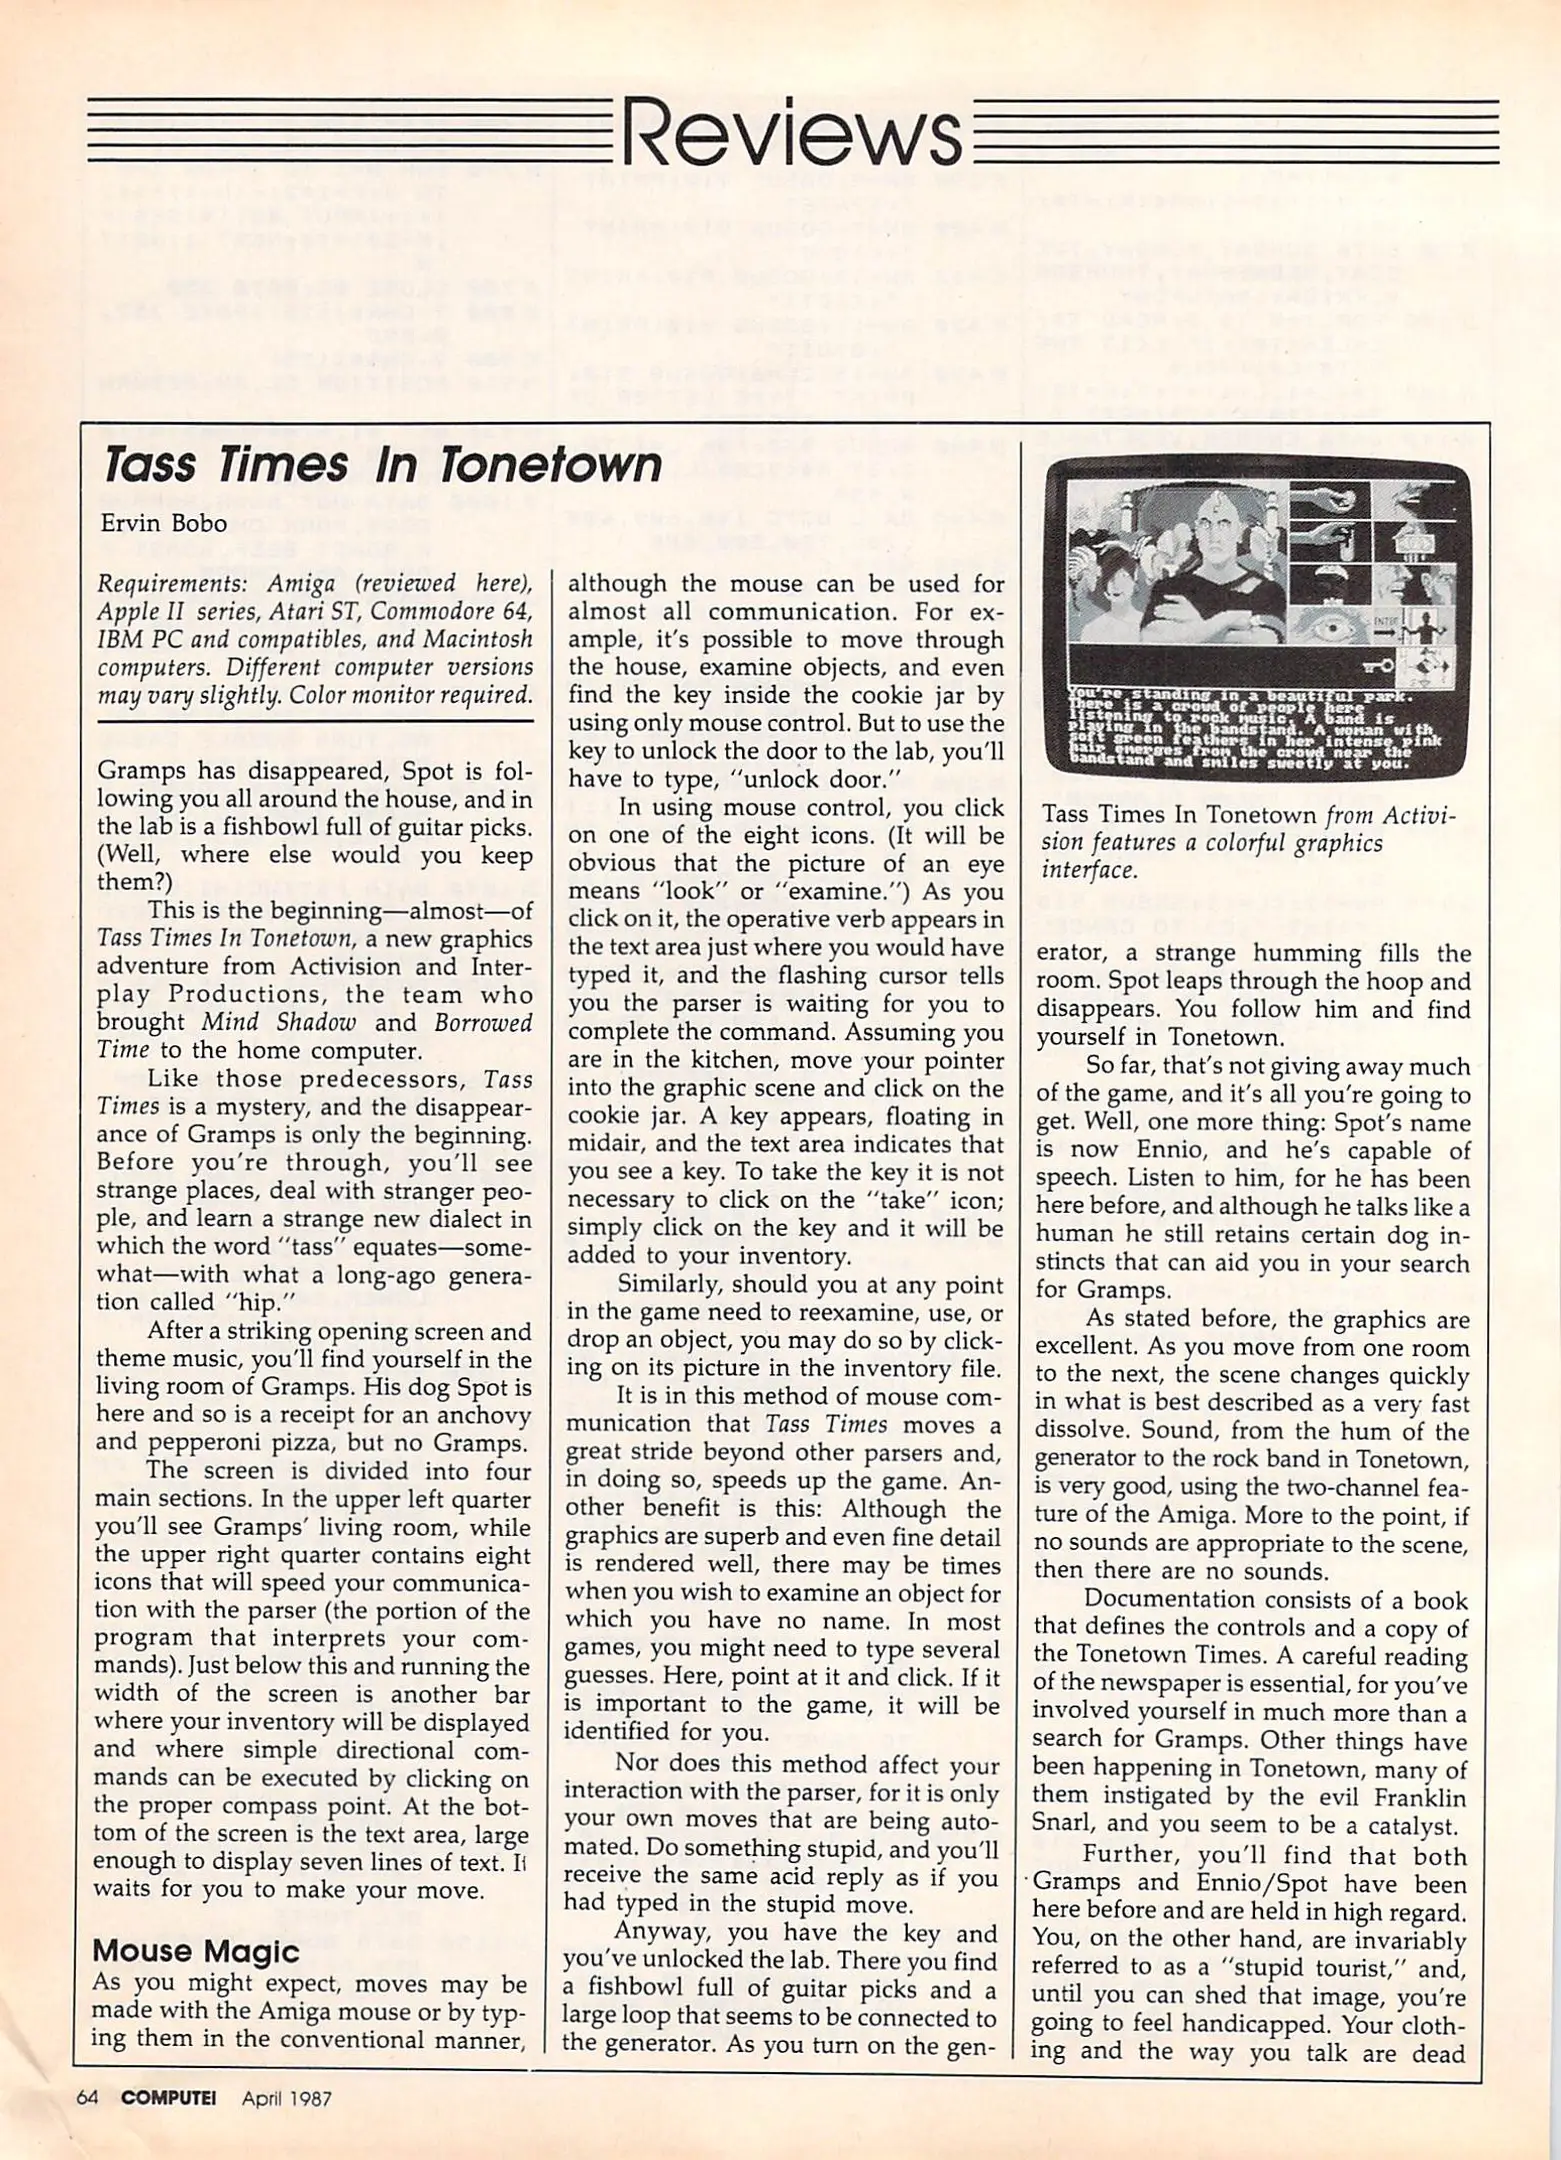 Reviews
Tass Times In Tonetown
Ervin Bobo
Requirements: Amiga (reviewed here),
Apple II series, Atari ST, Commodore 64,
IBM PC and compatibles, and Macintosh
computers. Different computer versions
may vary slightly. Color monitor required.
Gramps has disappeared, Spot is fol-
lowing you all around the house, and in
the lab is a fishbowl full of guitar picks.
(Well, where else would you keep
them?)
This is the beginning—almost—of
Tass Times In Tonetown, a new graphics
adventure from Activision and Inter-
play Productions, the team who
brought Mind Shadow and Borrowed
Time to the home computer.
Like those predecessors, Tass
Times is a mystery, and the disappear-
ance of Gramps is only the beginning.
Before you're through, you'll see
strange places, deal with stranger peo-
ple, and learn a strange new dialect in
which the word "tass" equates—some-
what—with what a long-ago genera-
tion called "hip."
After a striking opening screen and
theme music, you'll find yourself in the
living room of Gramps. His dog Spot is
here and so is a receipt for an anchovy
and pepperoni pizza, but no Gramps.
The screen is divided into four
main sections. In the upper left quarter
you'll see Gramps' living room, while
the upper right quarter contains eight
icons that will speed your communica-
tion with the parser (the portion of the
program that interprets your com-
mands). Just below this and running the
width of the screen is another bar
where your inventory will be displayed
and where simple directional com-
mands can be executed by clicking on
the proper compass point. At the bot-
tom of the screen is the text area, large
enough to display seven lines of text. It
waits for you to make your move.
Mouse Magic
As you might expect, moves may be
made with the Amiga mouse or by typ-
ing them in the conventional manner,
although the mouse can be used for
almost all communication. For ex-
ample, it's possible to move through
the house, examine objects, and even
find the key inside the cookie jar by
using only mouse control. But to use the
key to unlock the door to the lab, you'll
have to type, "unlock door."
In using mouse control, you click
on one of the eight icons. (It will be
obvious that the picture of an eye
means "look" or "examine.") As you
click on it, the operative verb appears in
the text area just where you would have
typed it, and the flashing cursor tells
you the parser is waiting for you to
complete the command. Assuming you
are in the kitchen, move your pointer
into the graphic scene and click on the
cookie jar. A key appears, floating in
midair, and the text area indicates that
you see a key. To take the key it is not
necessary to click on the "take" icon;
simply click on the key and it will be
added to your inventory.
Similarly, should you at any point
in the game need to reexamine, use, or
drop an object, you may do so by click-
ing on its picture in the inventory file.
It is in this method of mouse com-
munication that Tass Times moves a
great stride beyond other parsers and,
in doing so, speeds up the game. An-
other benefit is this: Although the
graphics are superb and even fine detail
is rendered well, there may be times
when you wish to examine an object for
which you have no name. In most
games, you might need to type several
guesses. Here, point at it and click. If it
is important to the game, it will be
identified for you.
Nor does this method affect your
interaction with the parser, for it is only
your own moves that are being auto-
mated. Do something stupid, and you'll
receive the same acid reply as if you
had typed in the stupid move.
Anyway, you have the key and
you've unlocked the lab. There you find
a fishbowl full of guitar picks and a
large loop that seems to be connected to
the generator. As you turn on the gen-
ENTER
You're standing in a beautiful park.
There is a crowd of people here
listening to rock music. A band is
playing in the bandstand. A woman with
soft green feathers in her intense pink
hair emerges from the crowd near the
bandstand and smiles sweetly at you.
Tass Times In Tonetown from Activi-
sion features a colorful graphics
interface.
erator, a strange humming fills the
room. Spot leaps through the hoop and
disappears. You follow him and find
yourself in Tonetown.
So far, that's not giving away much
of the game, and it's all you're going to
get. Well, one more thing: Spot's name
is now Ennio, and he's capable of
speech. Listen to him, for he has been
here before, and although he talks like a
human he still retains certain dog in-
stincts that can aid you in your search
for Gramps.
As stated before, the graphics are
excellent. As you move from one room
to the next, the scene changes quickly
in what is best described as a very fast
dissolve. Sound, from the hum of the
generator to the rock band in Tonetown,
is very good, using the two-channel fea-
ture of the Amiga. More to the point, if
no sounds are appropriate to the scene,
then there are no sounds.
Documentation consists of a book
that defines the controls and a copy of
the Tonetown Times. A careful reading
of the newspaper is essential, for you've
involved yourself in much more than a
search for Gramps. Other things have
been happening in Tonetown, many of
them instigated by the evil Franklin
Snarl, and you seem to be a catalyst.
Further, you'll find that both
Gramps and Ennio/Spot have been
here before and are held in high regard.
You, on the other hand, are invariably
referred to as a "stupid tourist," and,
until you can shed that image, you're
going to feel handicapped. Your cloth-
ing and the way you talk are dead
64 COMPUTE! April 1987